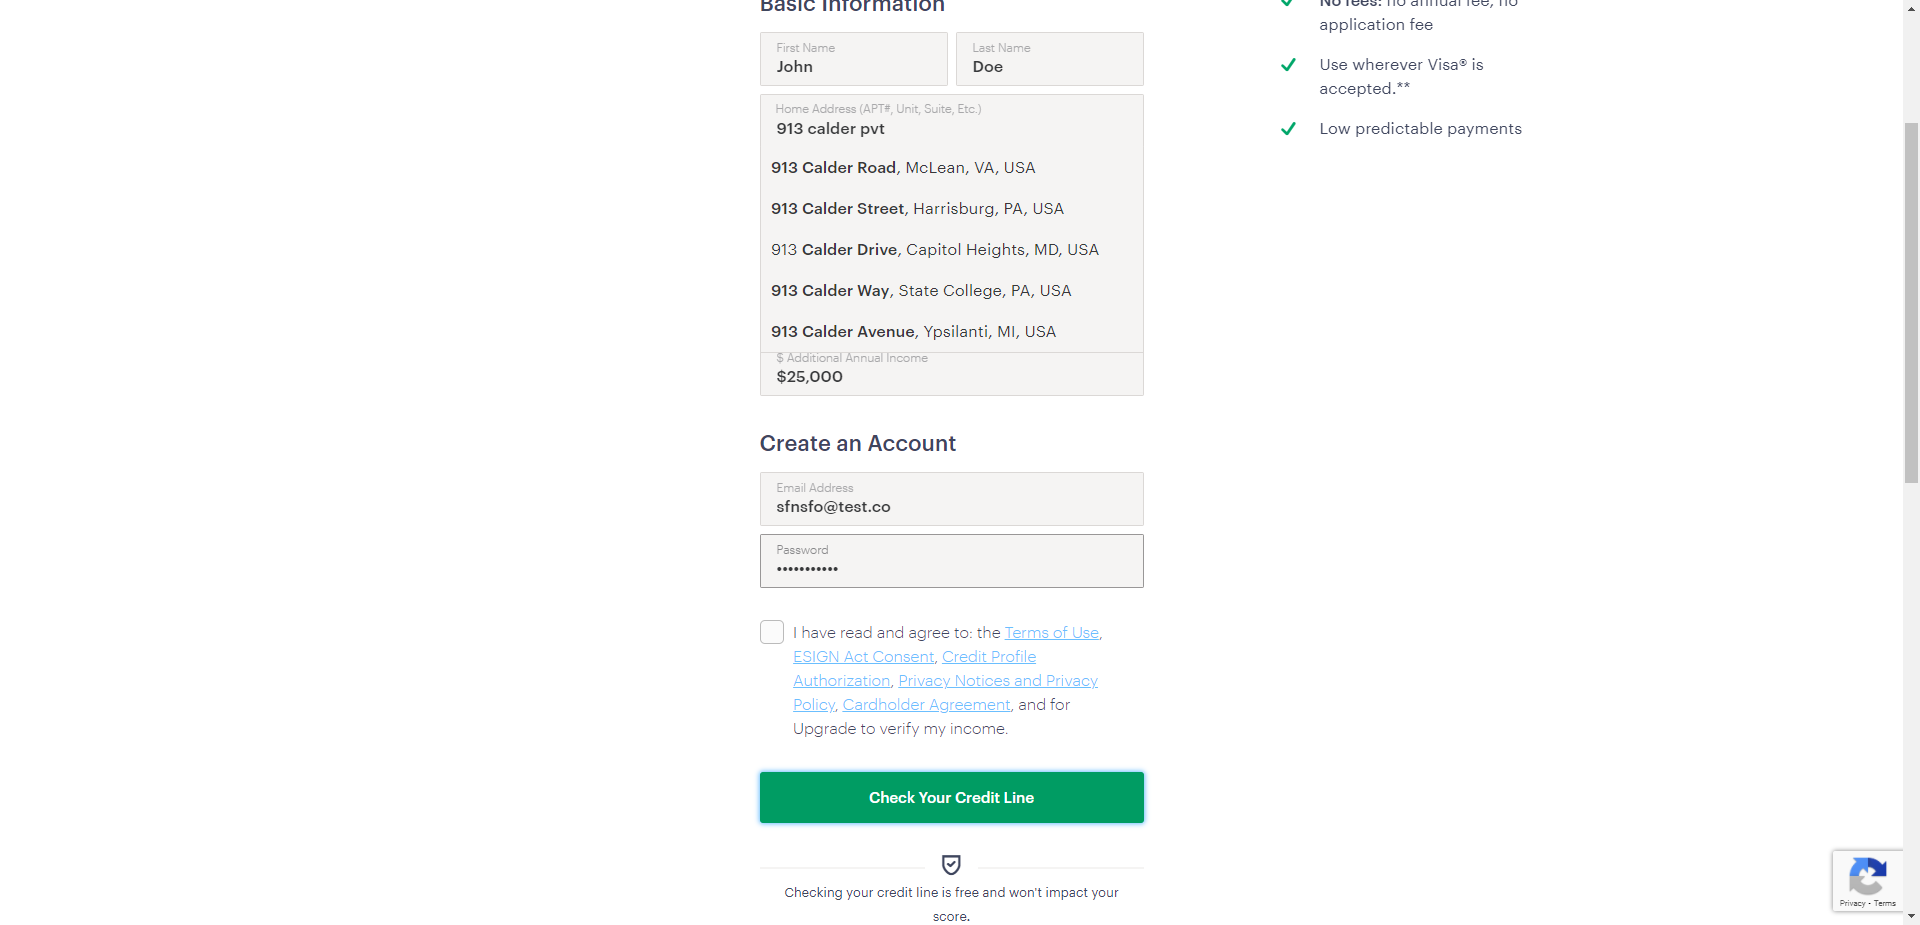 Basic Information
First Name
John
Last Name
Doe
Home Address (APT#, Unit, Suite, Etc.)
913 calder pvt
913 Calder Road, McLean, VA, USA
913 Calder Street, Harrisburg, PA, USA
913 Calder Drive, Capitol Heights, MD, USA
913 Calder Way, State College, PA, USA
913 Calder Avenue, Ypsilanti, MI, USA
$ Additional Annual Income
$25,000
Create an Account
Email Address
sfnsfo@test.co
Password
•••••••••••
I have read and agree to: the Terms of Use,
ESIGN Act Consent, Credit Profile
Authorization, Privacy Notices and Privacy
Policy, Cardholder Agreement, and for
Upgrade to verify my income.
Check Your Credit Line
Checking your credit line is free and won't impact your
score.
No fees: no annual fee, no
application fee
Use wherever Visa® is
accepted.**
Low predictable payments
Privacy - Terms